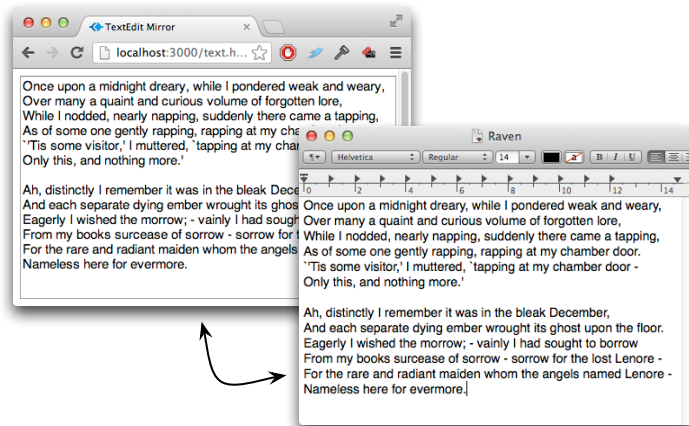 TextEdit Mirror
localhost:3000/text.h...
Once upon a midnight dreary, while I pondered weak and weary,
Over many a quaint and curious volume of forgotten lore,
While I nodded, nearly napping, suddenly there came a tapping,
As of some one gently rapping, rapping at my cha
`'Tis some visitor,' I muttered, `tapping at my cham
Only this, and nothing more.'
Ah, distinctly I remember it was in the bleak Dece
And each separate dying ember wrought its ghost
Eagerly I wished the morrow; - vainly I had sough
From my books surcease of sorrow - sorrow for t
For the rare and radiant maiden whom the angels
Nameless here for evermore.
Raven
¶ Helvetica Regular 14 a B I U
0 2 4 6 8 10 12 14
Once upon a midnight dreary, while I pondered weak and weary,
Over many a quaint and curious volume of forgotten lore,
While I nodded, nearly napping, suddenly there came a tapping,
As of some one gently rapping, rapping at my chamber door.
`'Tis some visitor,' I muttered, `tapping at my chamber door -
Only this, and nothing more.'
Ah, distinctly I remember it was in the bleak December,
And each separate dying ember wrought its ghost upon the floor.
Eagerly I wished the morrow; - vainly I had sought to borrow
From my books surcease of sorrow - sorrow for the lost Lenore -
For the rare and radiant maiden whom the angels named Lenore -
Nameless here for evermore.